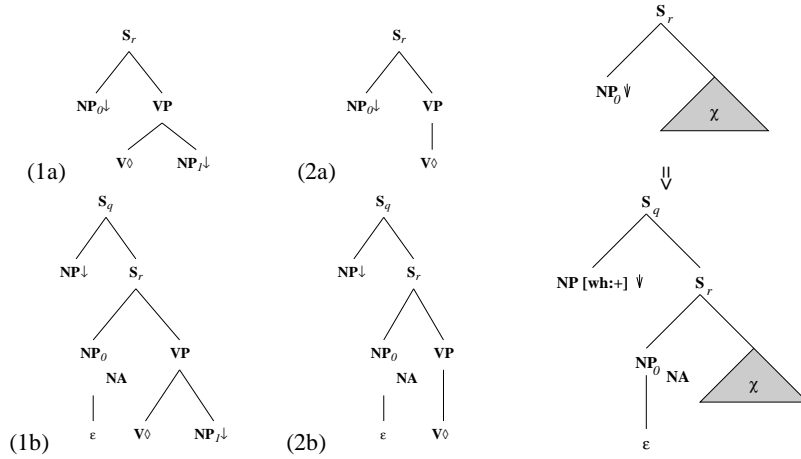 S_r
NP_0↓ VP
V◊ NP_1↓
(1a)
S_r
NP_0↓ VP
V◊
(2a)
S_r
NP_0↓
χ
=>
S_q
NP↓ S_r
NP_0 VP
NA
ε V◊ NP_1↓
(1b)
S_q
NP↓ S_r
NP_0 VP
NA
ε V◊
(2b)
S_q
NP [wh:+] ↓ S_r
NP_0 NA
χ
ε